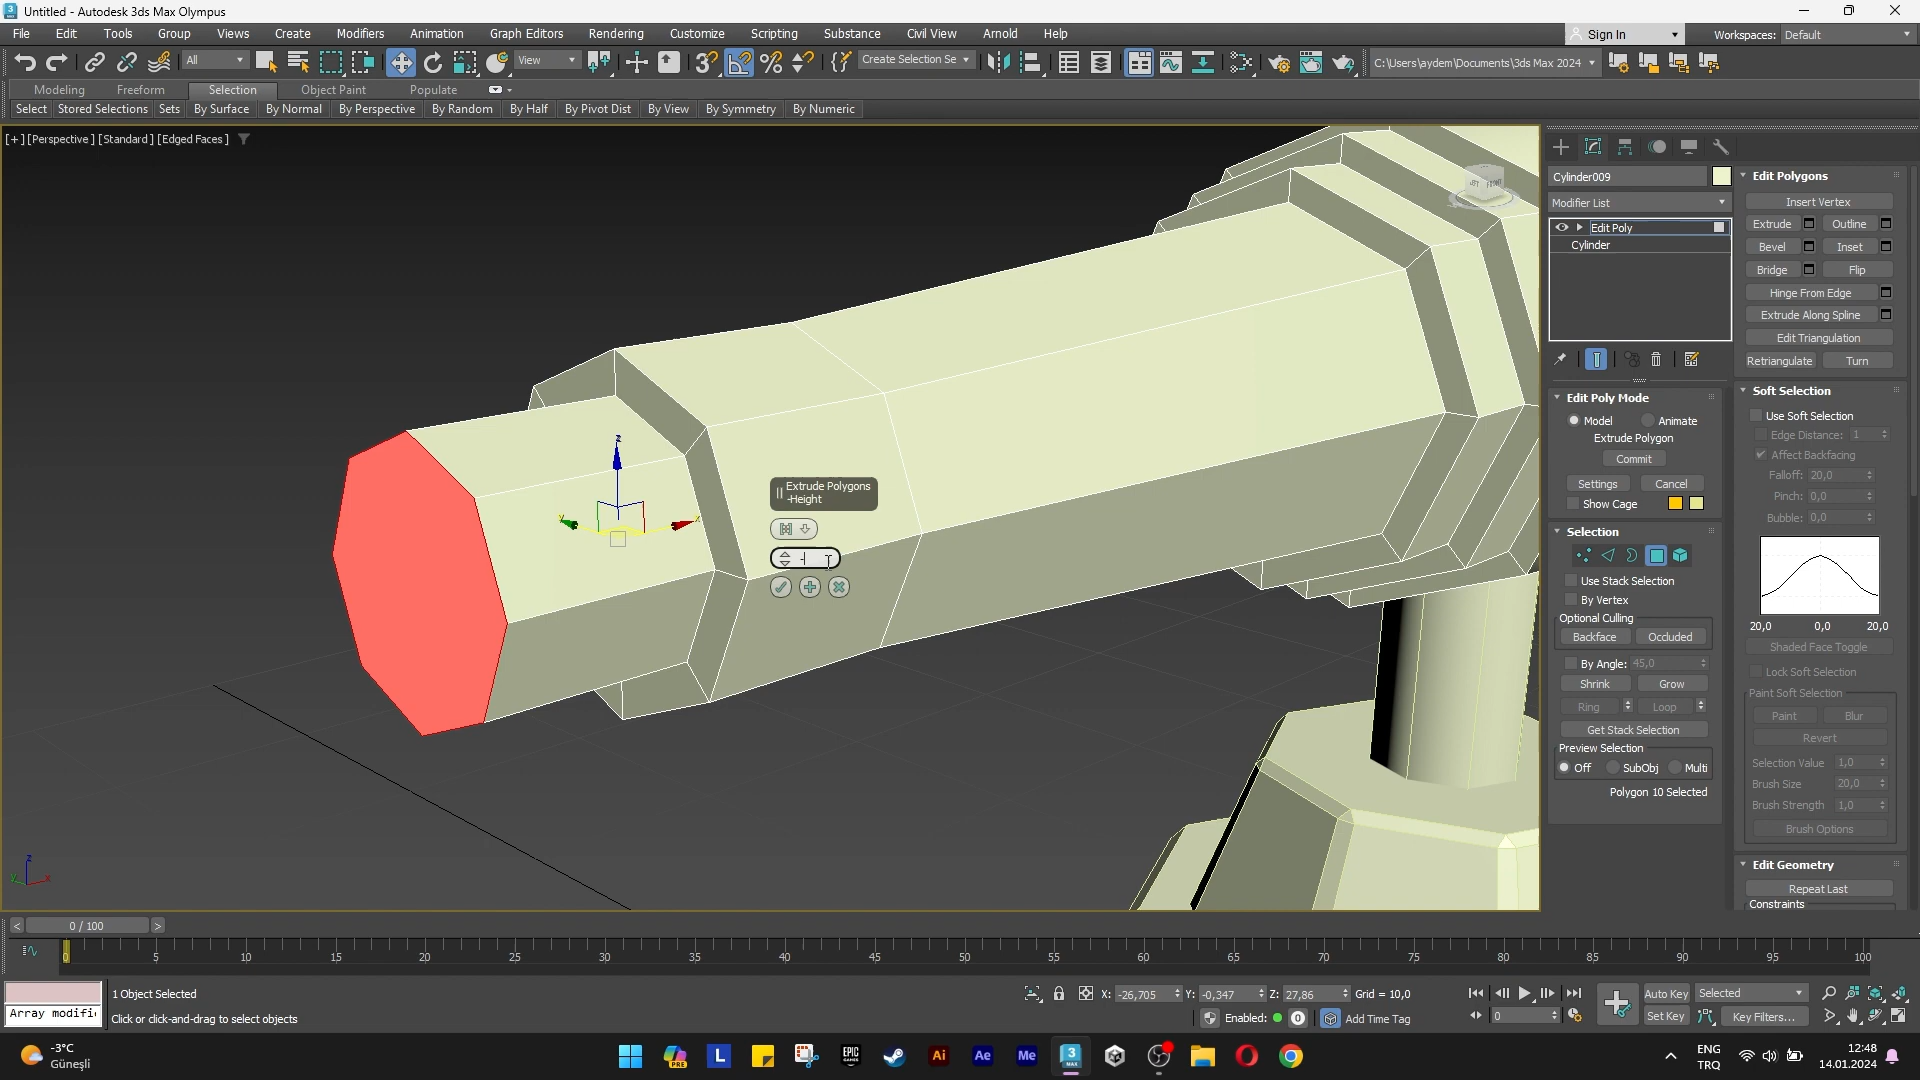 Untitled - Autodesk 3ds Max Olympus
File Edit Tools Group Views Create Modifiers Animation Graph Editors Rendering Customize Scripting Substance Civil View Arnold Help
Sign In Workspaces: Default
All View Create Selection Se C:\Users\aydem\Documents\3ds Max 2024
Modeling Freeform Selection Object Paint Populate
Select Stored Selections Sets By Surface By Normal By Perspective By Random By Half By Pivot Dist By View By Symmetry By Numeric
[+] [Perspective] [Standard] [Edged Faces]
Extrude Polygons
-Height
-
z
y x
Cylinder009
Modifier List
Edit Poly
Cylinder
Edit Poly Mode
Model Animate
Extrude Polygon
Commit
Settings Cancel
Show Cage
Selection
Use Stack Selection
By Vertex
Optional Culling
Backface Occluded
By Angle: 45,0
Shrink Grow
Ring Loop
Get Stack Selection
Preview Selection
Off SubObj Multi
Polygon 10 Selected
Edit Polygons
Insert Vertex
Extrude Outline
Bevel Inset
Bridge Flip
Hinge From Edge
Extrude Along Spline
Edit Triangulation
Retriangulate Turn
Soft Selection
Use Soft Selection
Edge Distance: 1
Affect Backfacing
Falloff: 20,0
Pinch: 0,0
Bubble: 0,0
20,0 0,0 20,0
Shaded Face Toggle
Lock Soft Selection
Paint Soft Selection
Paint Blur
Revert
Selection Value 1,0
Brush Size 20,0
Brush Strength 1,0
Brush Options
Edit Geometry
Repeat Last
Constraints
0 / 100
0 5 10 15 20 25 30 35 40 45 50 55 60 65 70 75 80 85 90 95 100
1 Object Selected
Array modifi
Click or click-and-drag to select objects
X: -26,705 Y: -0,347 Z: 27,86 Grid = 10,0
Enabled: 0 Add Time Tag
0
Auto Key Selected
Set Key Key Filters...
-3°C
Güneşli
ENG
TRQ
12:48
14.01.2024